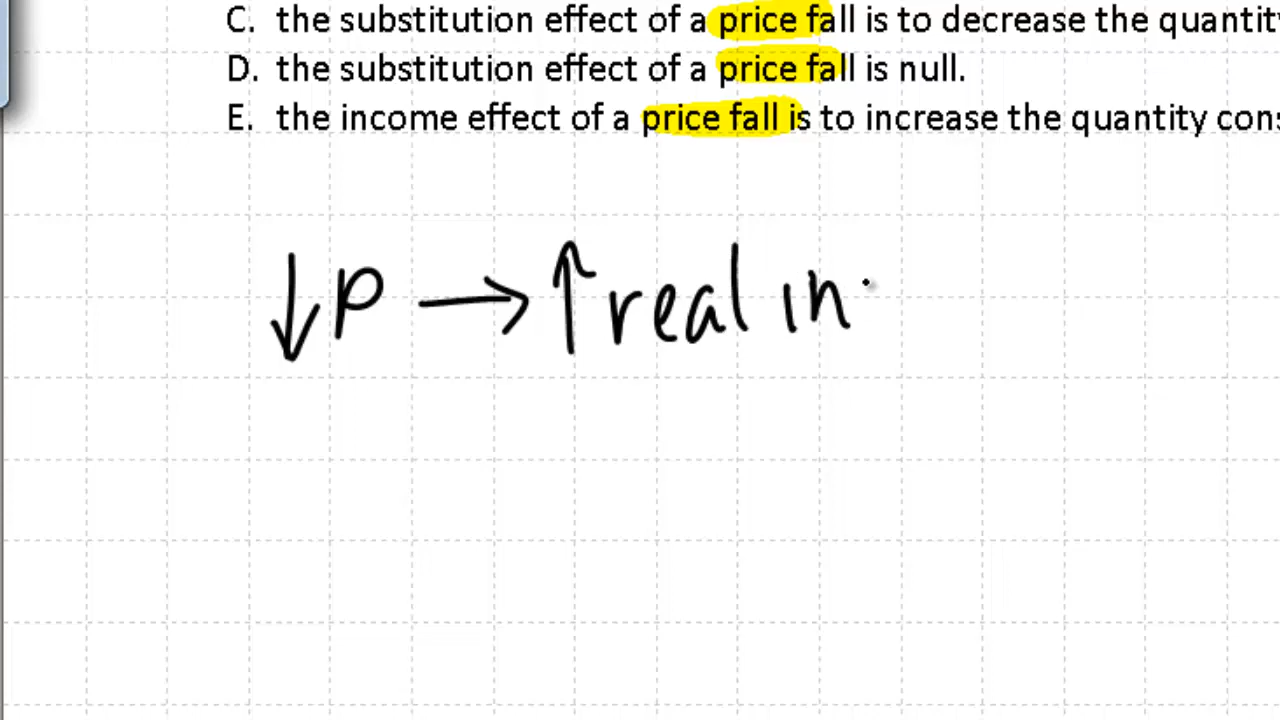 C. the substitution effect of a price fall is to decrease the quantit
D. the substitution effect of a price fall is null.
E. the income effect of a price fall is to increase the quantity con
↓ P → ↑ real in